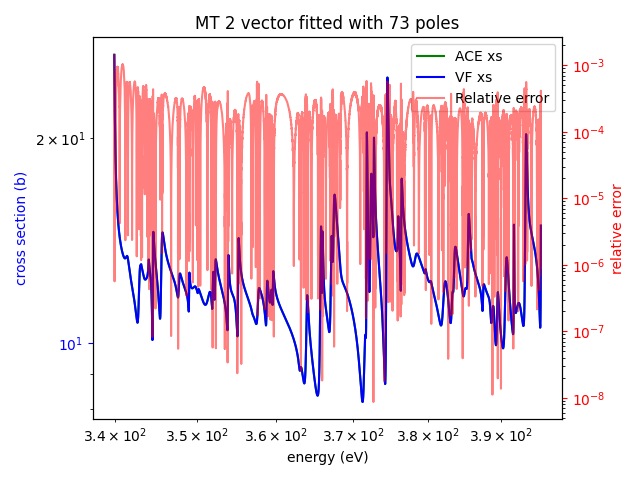 MT 2 vector fitted with 73 poles
ACE xs
VF xs
Relative error
cross section (b)
2 × 10¹
10¹
relative error
10⁻³
10⁻⁴
10⁻⁵
10⁻⁶
10⁻⁷
10⁻⁸
3.4 × 10² 3.5 × 10² 3.6 × 10² 3.7 × 10² 3.8 × 10² 3.9 × 10²
energy (eV)